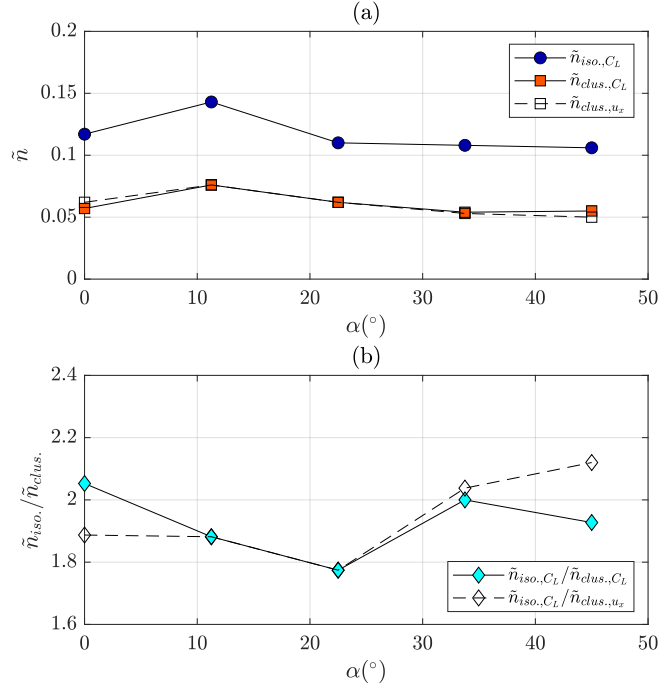 (a)
0.2
0.15
0.1
0.05
0
ñ
ñ_{iso.,C_L}
ñ_{clus.,C_L}
ñ_{clus.,u_x}
0 10 20 30 40 50
α(°)
(b)
2.4
2.2
2
1.8
1.6
ñ_{iso.}/ñ_{clus.}
ñ_{iso.,C_L}/ñ_{clus.,C_L}
ñ_{iso.,C_L}/ñ_{clus.,u_x}
0 10 20 30 40 50
α(°)